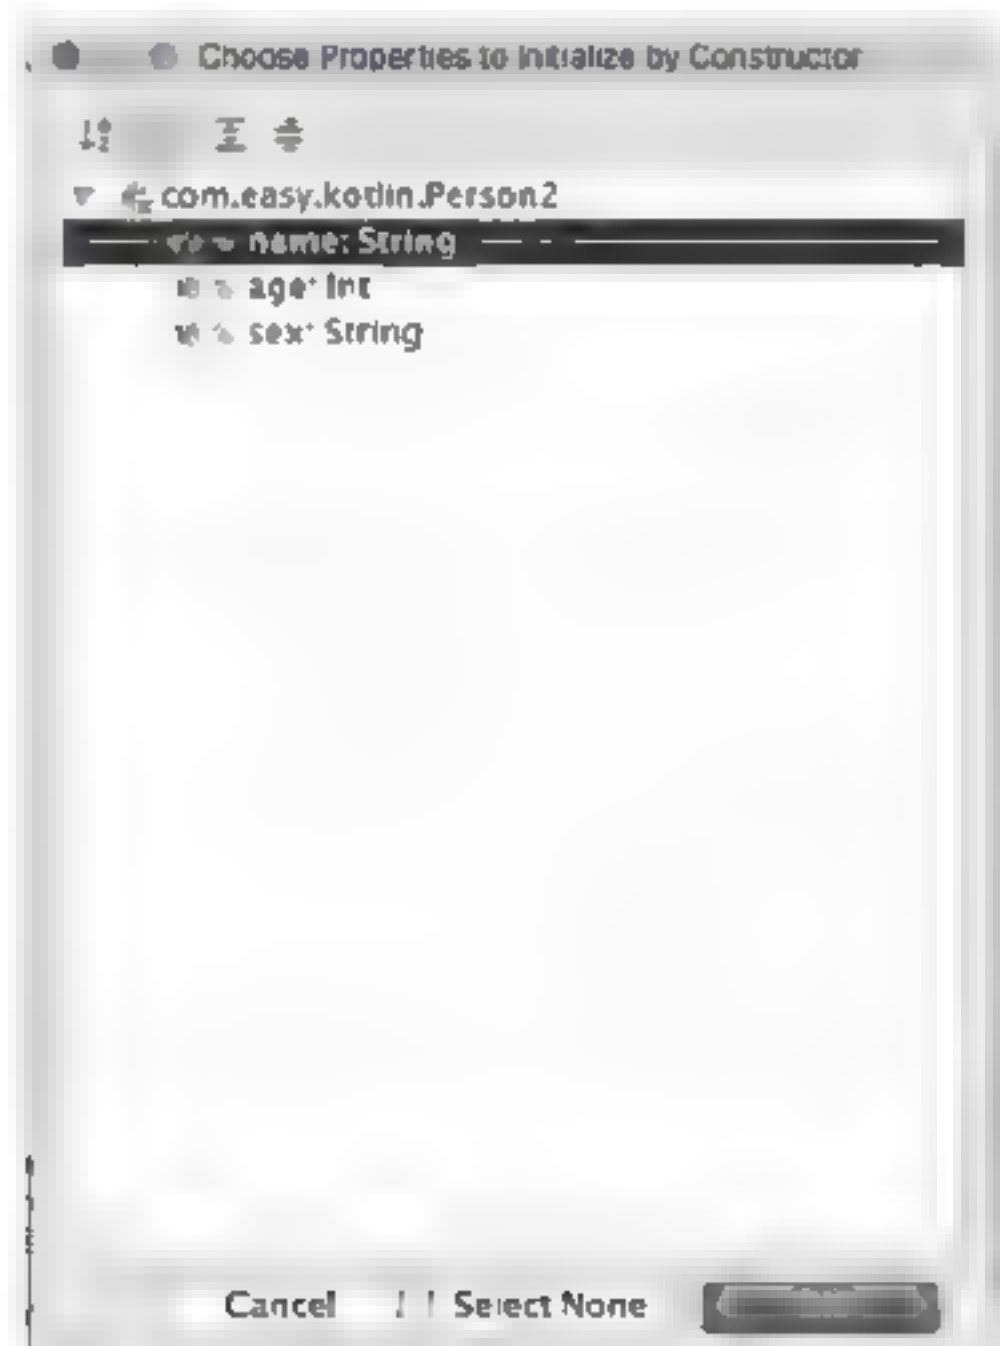 Choose Properties to Initialize by Constructor
com.easy.kotlin.Person2
name: String
age: Int
sex: String
Cancel Select None